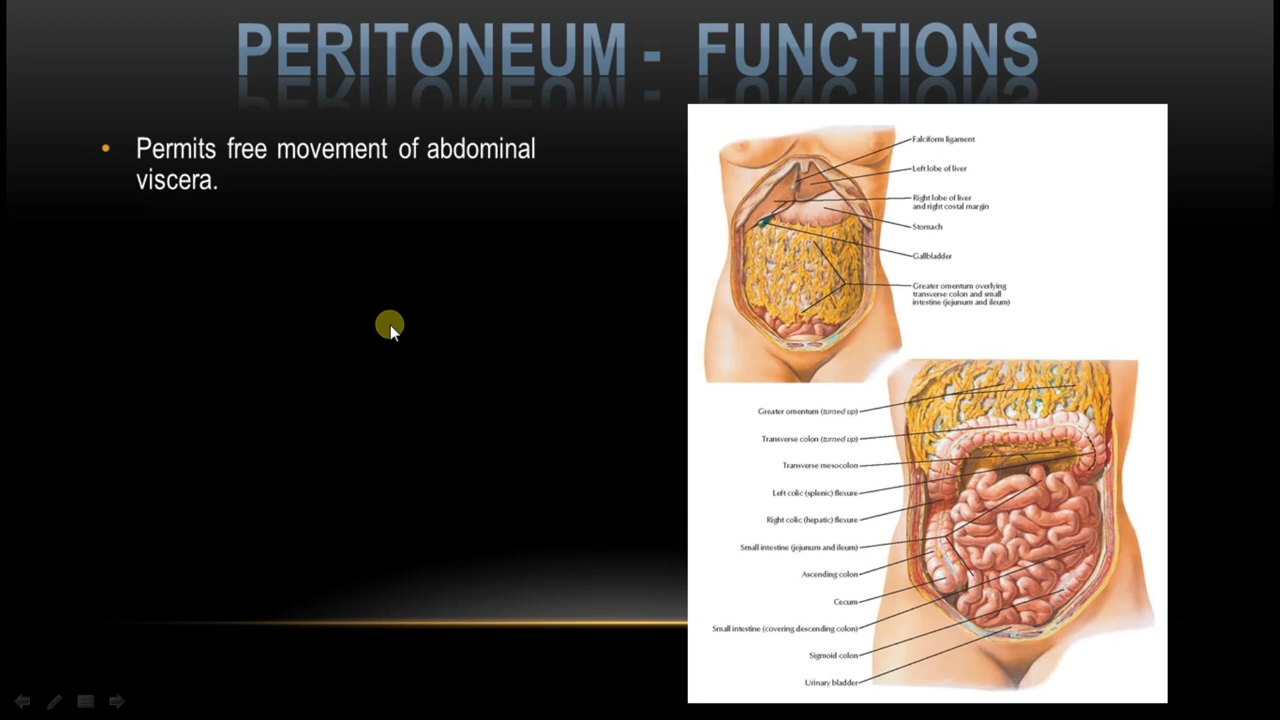 PERITONEUM - FUNCTIONS
• Permits free movement of abdominal
viscera.
Falciform ligament
Left lobe of liver
Right lobe of liver
and right costal margin
Stomach
Gallbladder
Greater omentum overlying
transverse colon and small
intestine (jejunum and ileum)
Greater omentum (turned up)
Transverse colon (turned up)
Transverse mesocolon
Left colic (splenic) flexure
Right colic (hepatic) flexure
Small intestine (jejunum and ileum)
Ascending colon
Cecum
Small intestine (covering descending colon)
Sigmoid colon
Urinary bladder